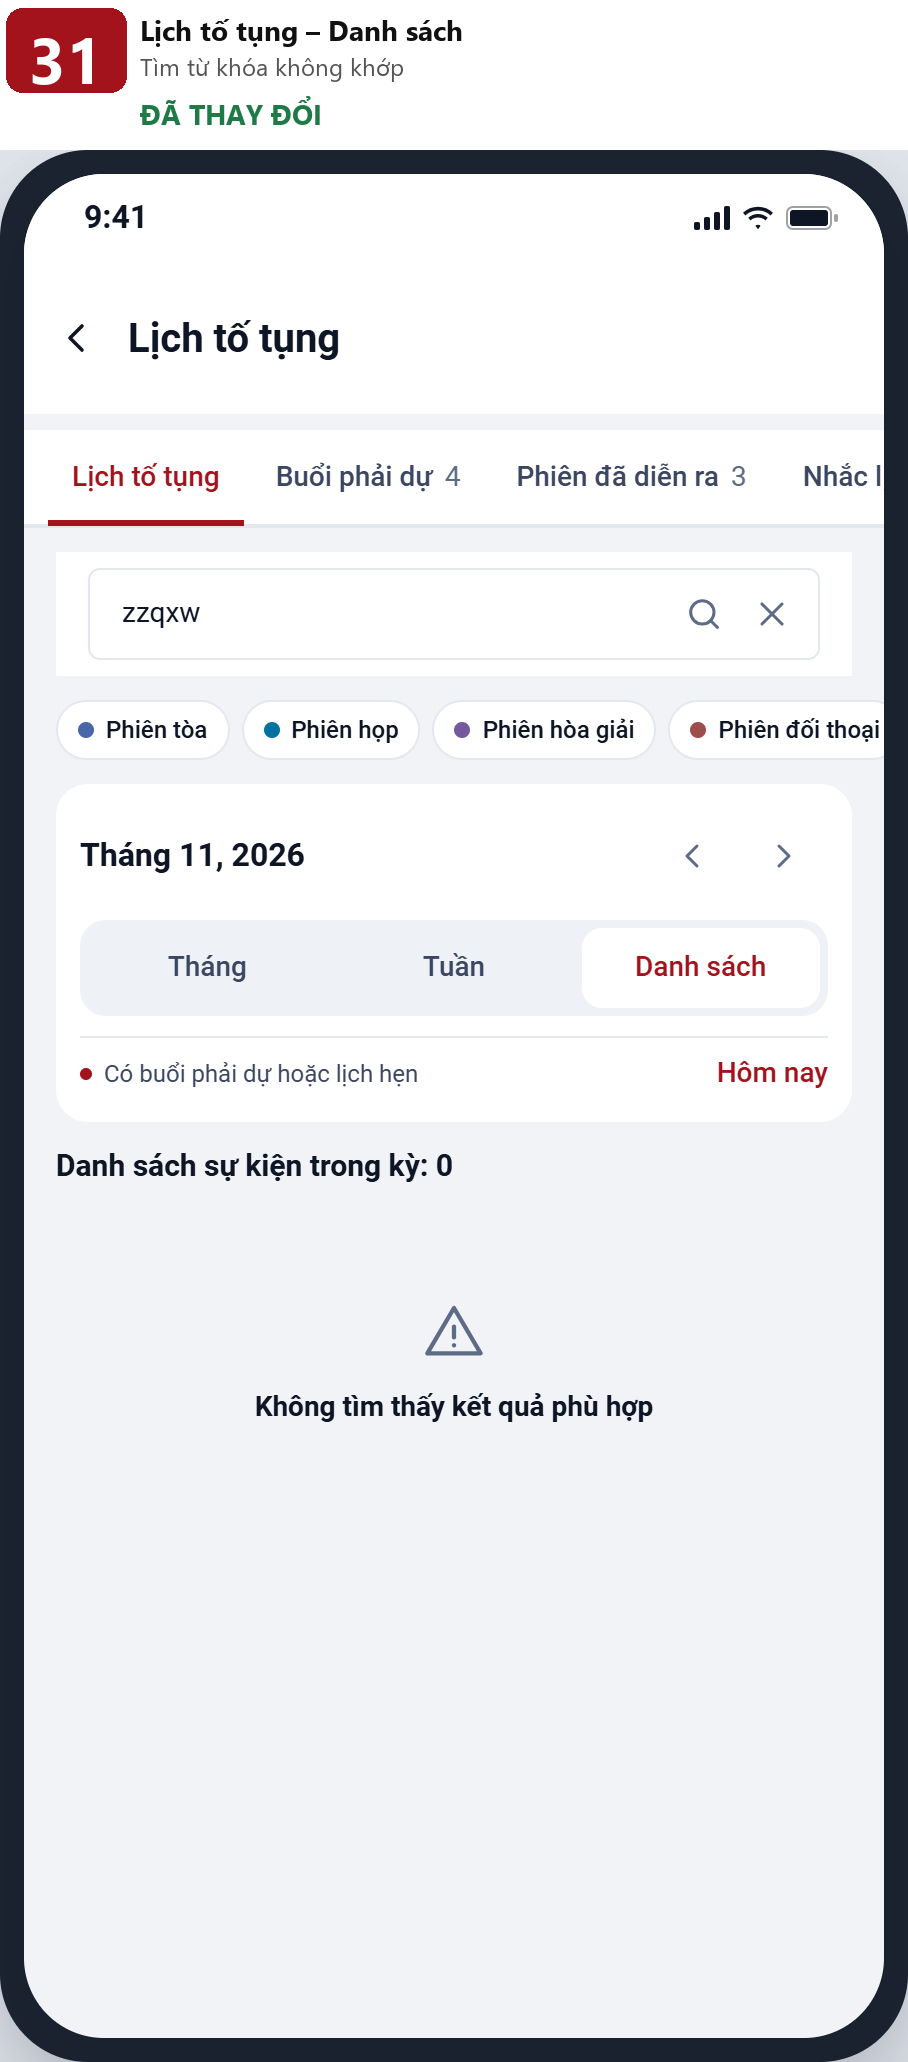 31
Lịch tố tụng – Danh sách
Tìm từ khóa không khớp
ĐÃ THAY ĐỔI
9:41
Lịch tố tụng
Lịch tố tụng Buổi phải dự 4 Phiên đã diễn ra 3 Nhắc l
zzqxw
Phiên tòa Phiên họp Phiên hòa giải Phiên đối thoại
Tháng 11, 2026
Tháng Tuần Danh sách
Có buổi phải dự hoặc lịch hẹn Hôm nay
Danh sách sự kiện trong kỳ: 0
Không tìm thấy kết quả phù hợp